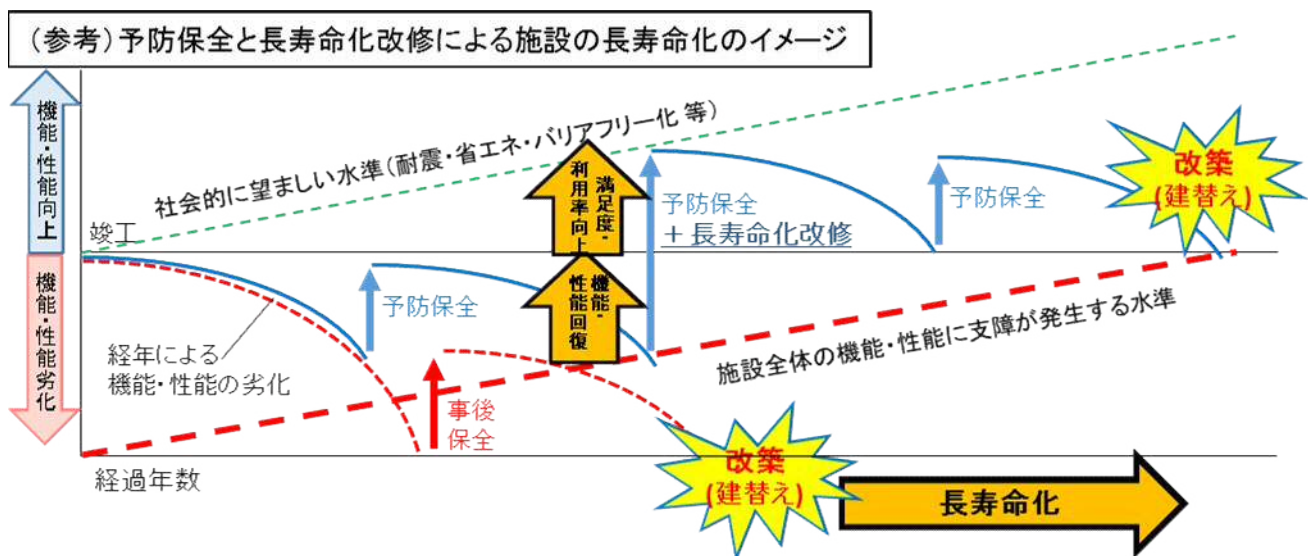 (参考)予防保全と長寿命化改修による施設の長寿命化のイメージ
機能・性能向上
社会的に望ましい水準(耐震・省エネ・バリアフリー化 等)
竣工
機能・性能劣化
満足度・
利用率向上
機能・
性能回復
予防保全
予防保全
+長寿命化改修
予防保全
改築
(建替え)
経年による
機能・性能の劣化
事後
保全
施設全体の機能・性能に支障が発生する水準
経過年数
改築
(建替え)
長寿命化